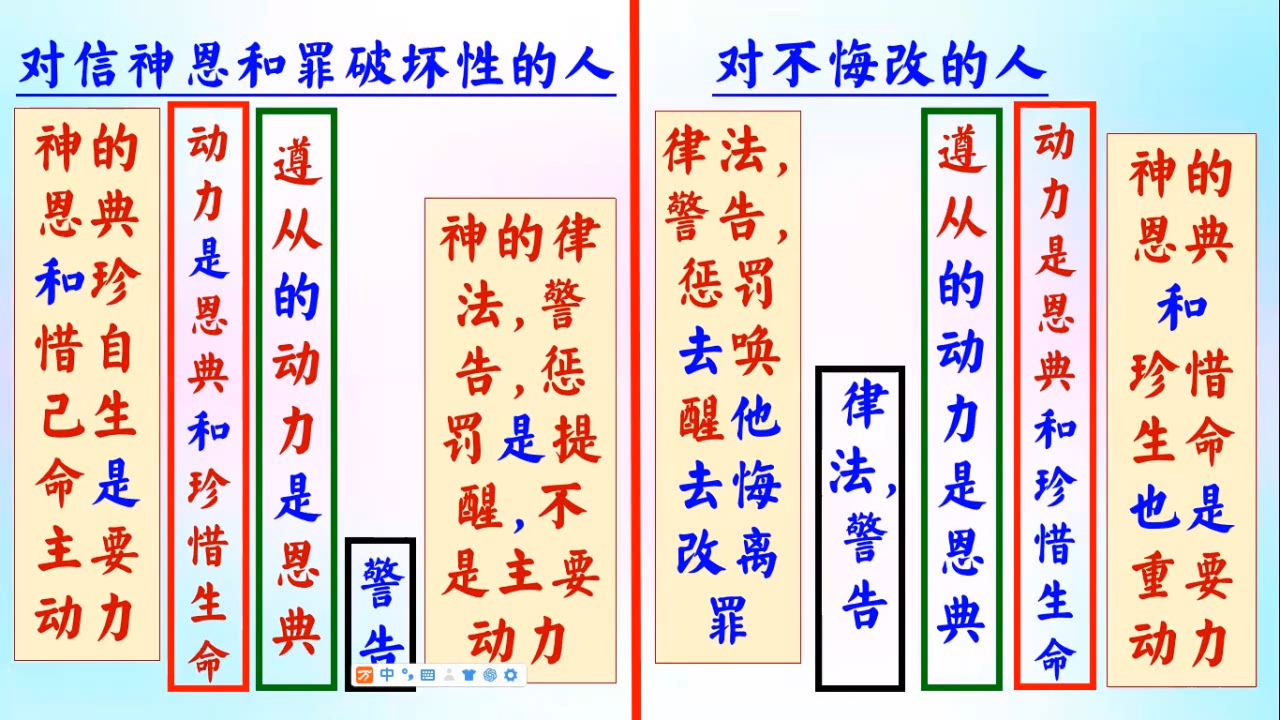 对信神恩和罪破坏性的人
神的
恩典
和珍
惜自
己生
命是
主要
动力
动力是恩典和珍惜生命
遵从的动力是恩典
警告
神的律
法,警
告,惩
罚是提
醒,不
是主要
动力
中
对不悔改的人
律法,
警告,
惩罚
去唤
醒他
去悔
改离
罪
律法,警告
遵从的动力是恩典
动力是恩典和珍惜生命
神的
恩典
和
珍惜
生命
也是
重要
动力